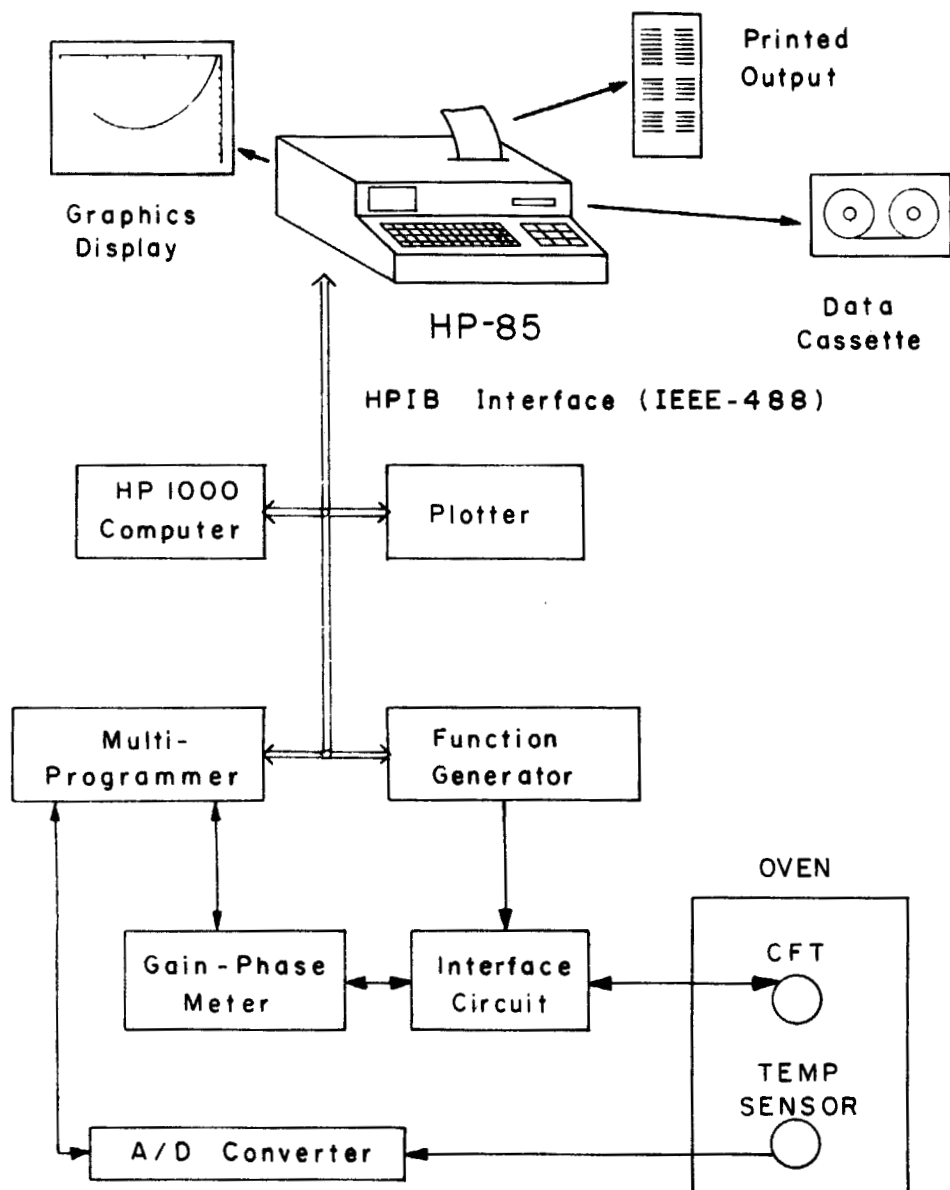 Printed
Output
Graphics
Display
Data
Cassette
HP-85
HPIB Interface (IEEE-488)
HP 1000
Computer
Plotter
Multi-
Programmer
Function
Generator
OVEN
Gain-Phase
Meter
Interface
Circuit
CFT
TEMP
SENSOR
A/D Converter